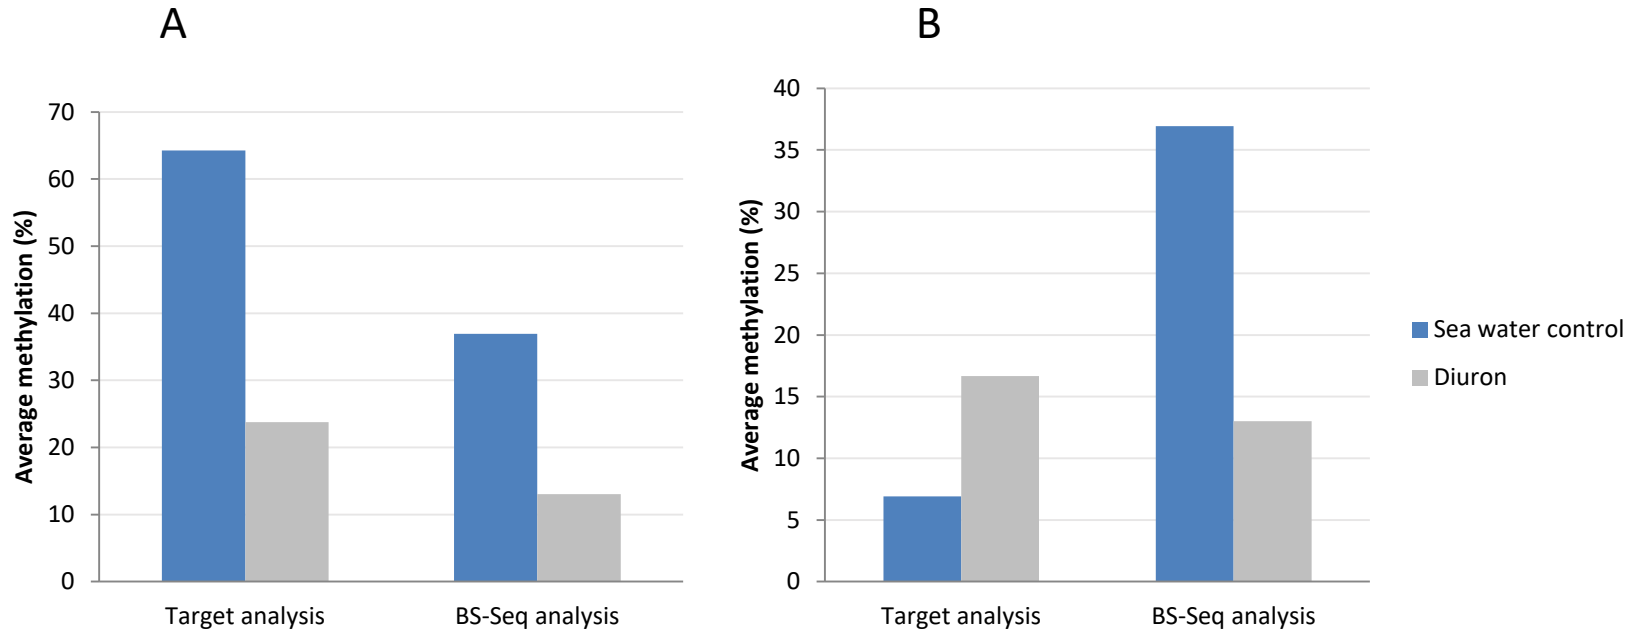 A
B
Average methylation (%)
70
60
50
40
30
20
10
0
Target analysis
BS-Seq analysis
Average methylation (%)
40
35
30
25
20
15
10
5
0
Target analysis
BS-Seq analysis
Sea water control
Diuron